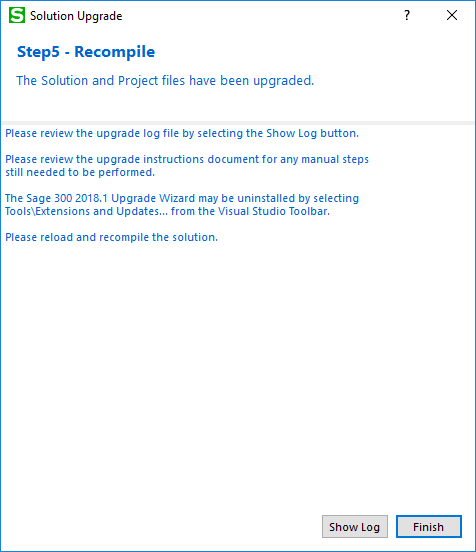 S Solution Upgrade ?
Step5 - Recompile
The Solution and Project files have been upgraded.
Please review the upgrade log file by selecting the Show Log button.
Please review the upgrade instructions document for any manual steps
still needed to be performed.
The Sage 300 2018.1 Upgrade Wizard may be uninstalled by selecting
Tools\Extensions and Updates... from the Visual Studio Toolbar.
Please reload and recompile the solution.
Show Log Finish